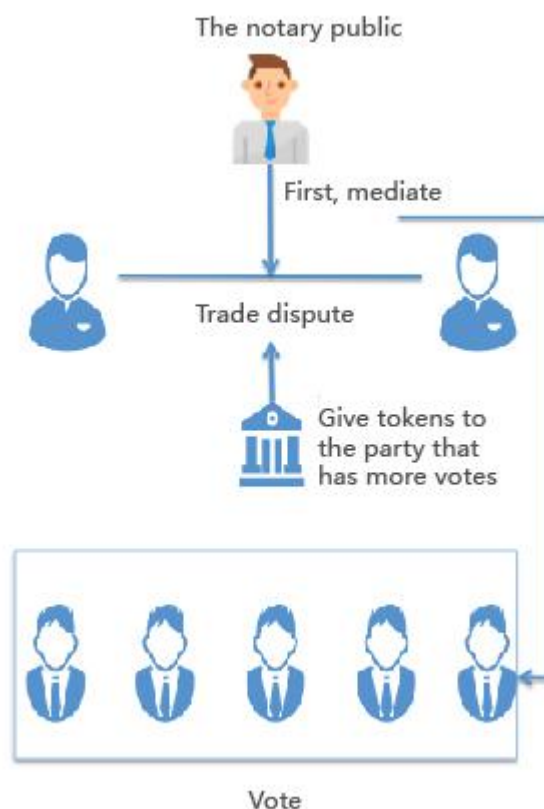 The notary public
First, mediate
Trade dispute
Give tokens to
the party that
has more votes
Vote